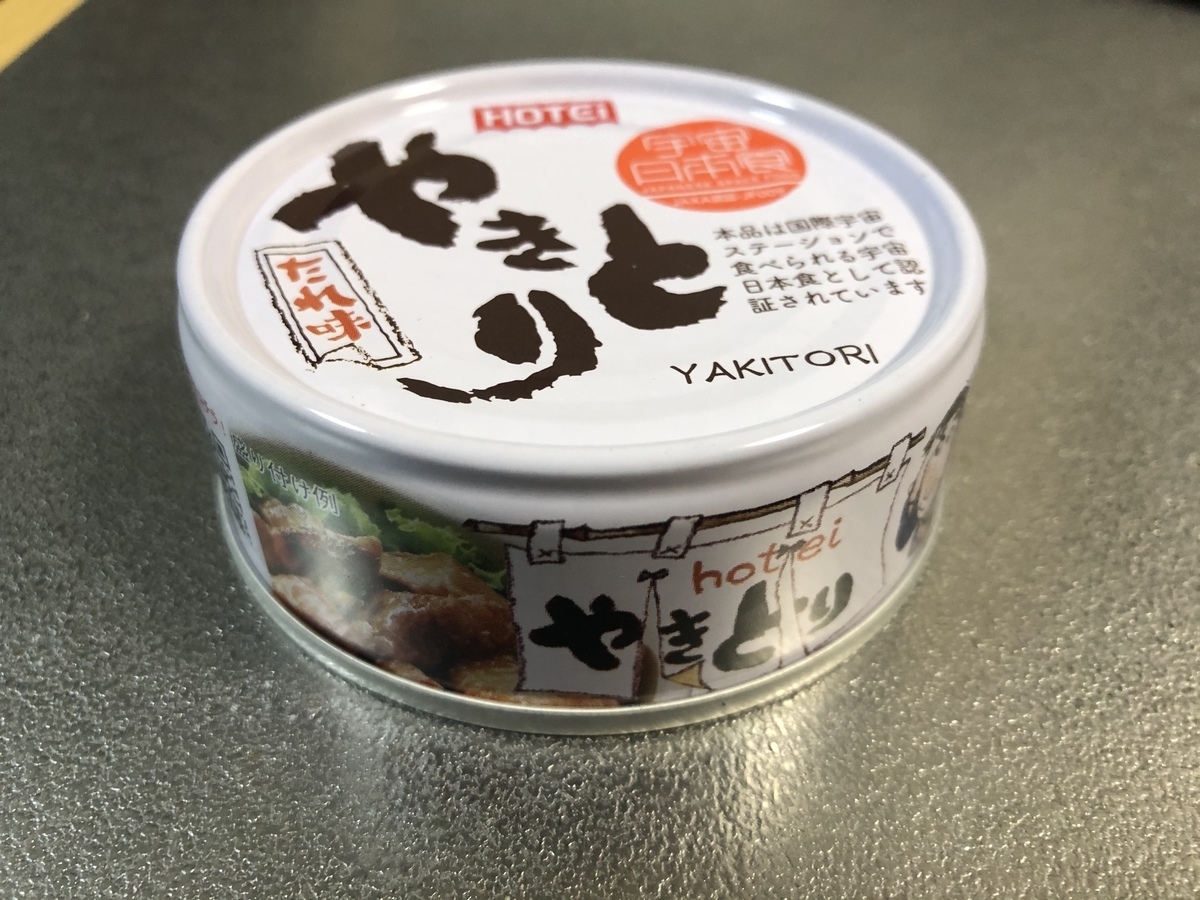 HOTEi
やきとり
たれ味
宇宙
日本食
本品は国際宇宙
ステーションで
食べられる宇宙
日本食として認
証されています
YAKITORI
盛り付け例
hotei
やきとり